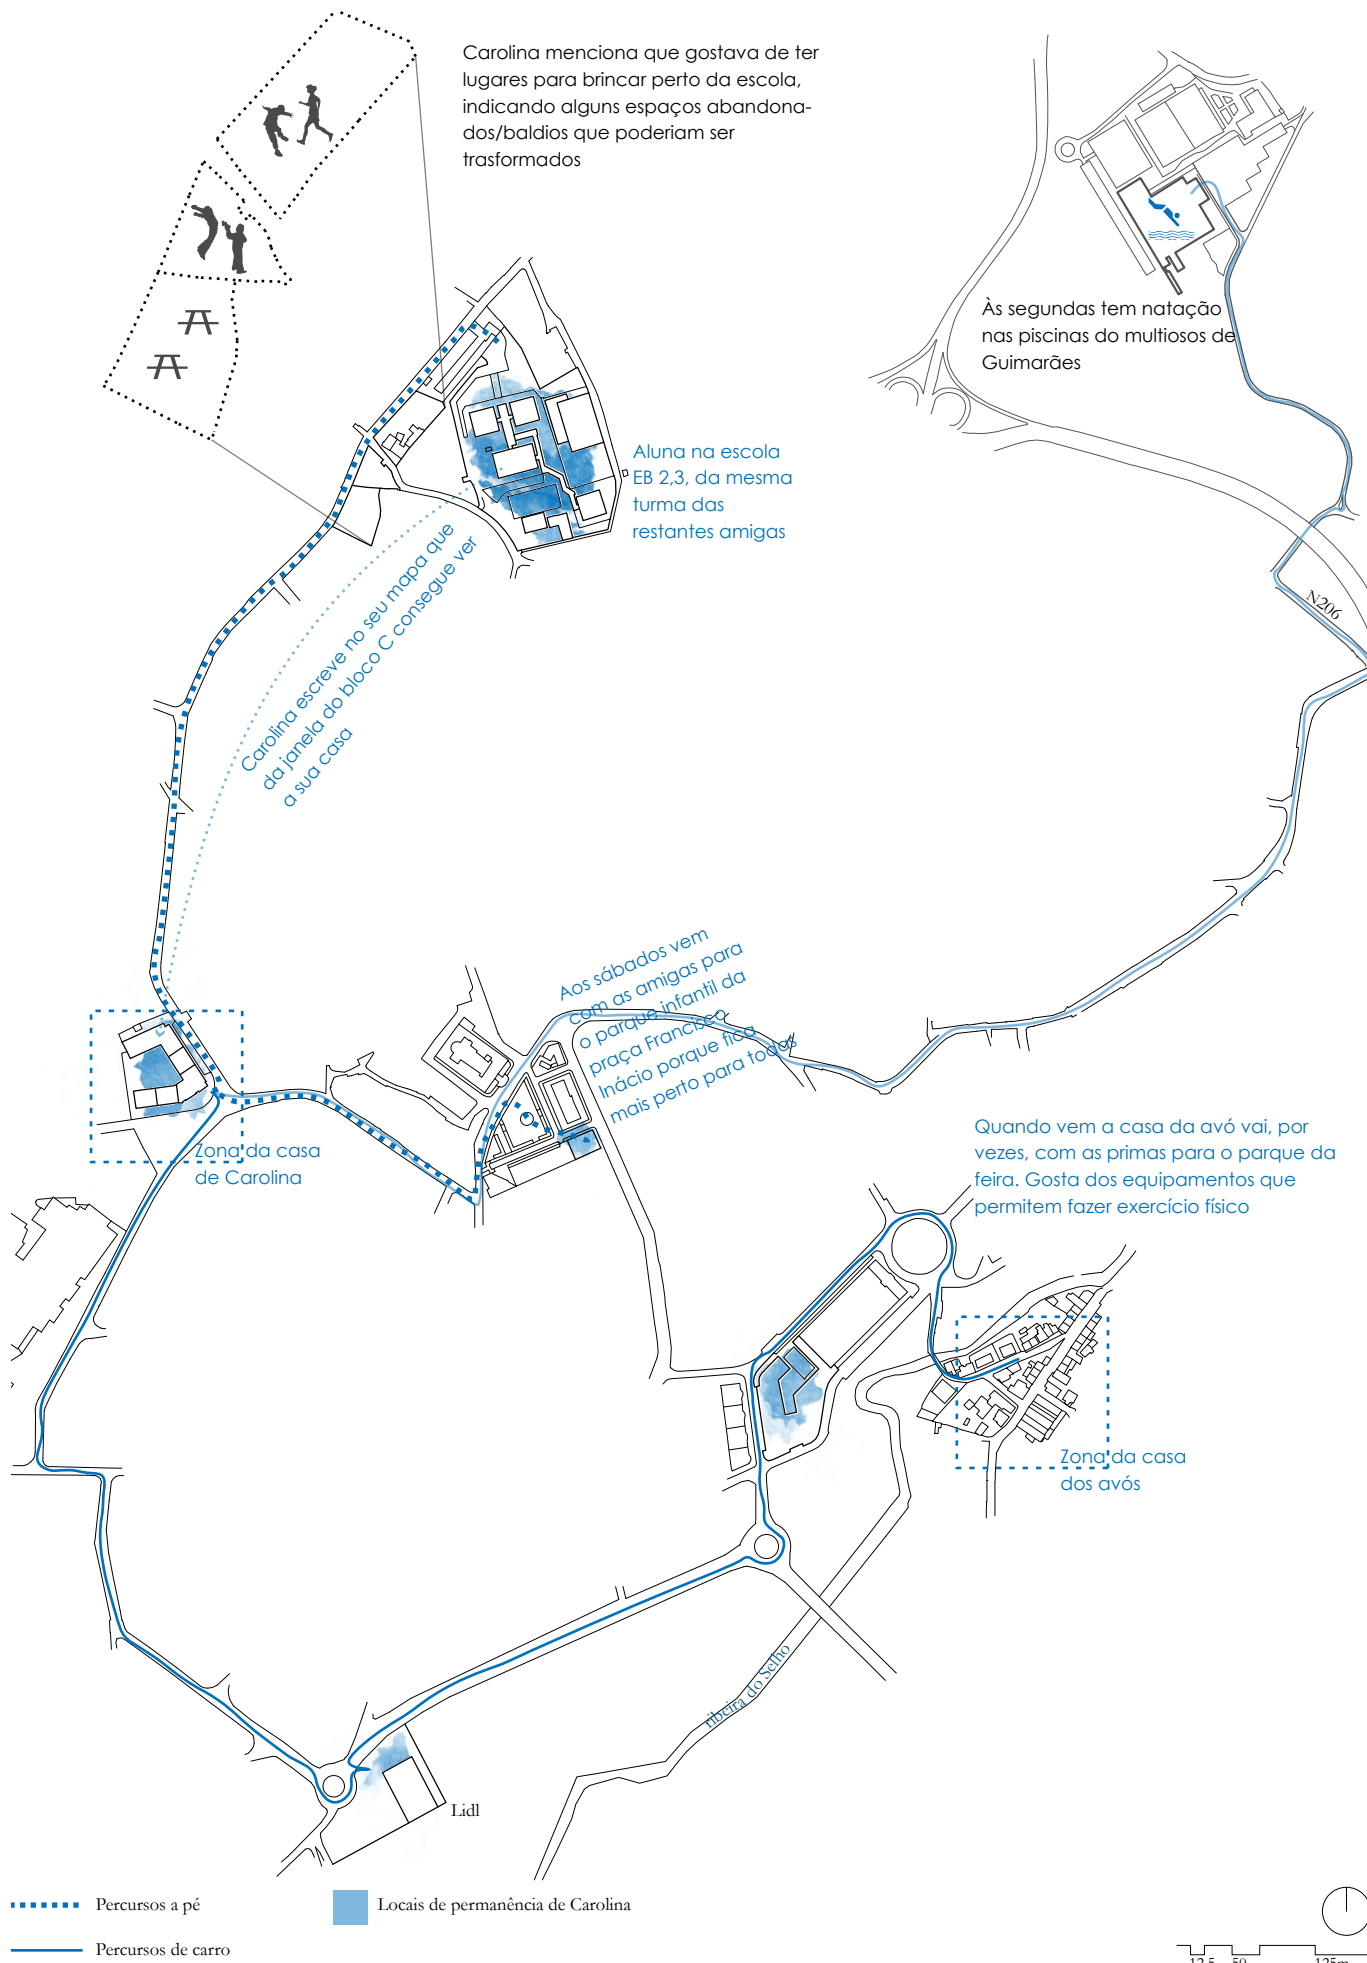 Carolina menciona que gostava de ter
lugares para brincar perto da escola,
indicando alguns espaços abandona-
dos/baldios que poderiam ser
trasformados
Às segundas tem natação
nas piscinas do multiosos de
Guimarães
Aluna na escola
EB 2,3, da mesma
turma das
restantes amigas
N206
Carolina escreve no seu mapa que
da janela do bloco C consegue ver
a sua casa
Aos sábados vem
com as amigas para
o parque infantil da
praça Francisco
Inácio porque fica
mais perto para todas
Zona da casa
de Carolina
Quando vem a casa da avó vai, por
vezes, com as primas para o parque da
feira. Gosta dos equipamentos que
permitem fazer exercício físico
Zona da casa
dos avós
ribeira do Selho
Lidl
Percursos a pé
Locais de permanência de Carolina
Percursos de carro
12,5 50 125m